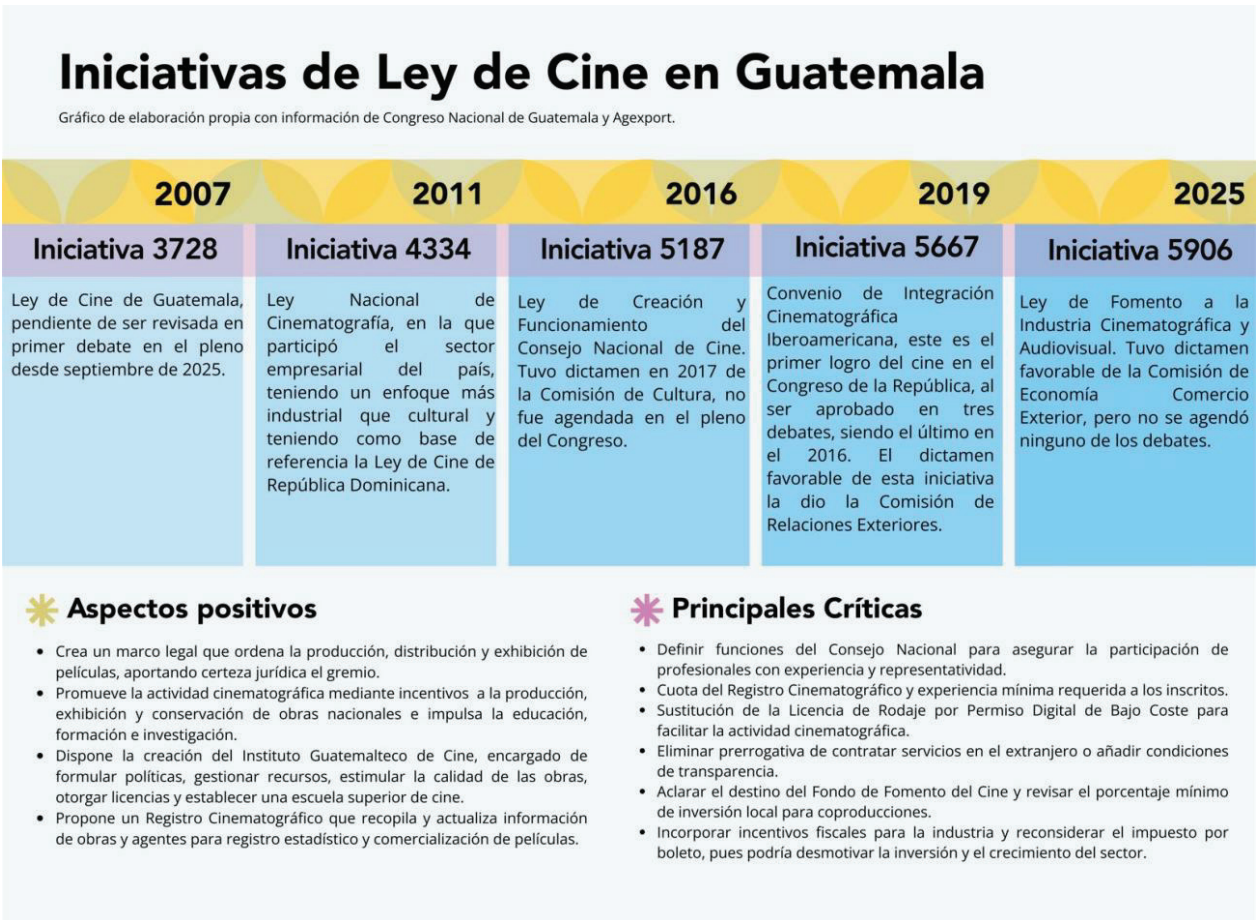 Iniciativas de Ley de Cine en Guatemala
Gráfico de elaboración propia con información de Congreso Nacional de Guatemala y Agexport.
2007
Iniciativa 3728
Ley de Cine de Guatemala,
pendiente de ser revisada en
primer debate en el pleno
desde septiembre de 2025.
2011
Iniciativa 4334
Ley Nacional de
Cinematografía, en la que
participó el sector
empresarial del país,
teniendo un enfoque más
industrial que cultural y
teniendo como base de
referencia la Ley de Cine de
República Dominicana.
2016
Iniciativa 5187
Ley de Creación y
Funcionamiento del
Consejo Nacional de Cine.
Tuvo dictamen en 2017 de
la Comisión de Cultura, no
fue agendada en el pleno
del Congreso.
2019
Iniciativa 5667
Convenio de Integración
Cinematográfica
Iberoamericana, este es el
primer logro del cine en el
Congreso de la República, al
ser aprobado en tres
debates, siendo el último en
el 2016. El dictamen
favorable de esta iniciativa
la dio la Comisión de
Relaciones Exteriores.
2025
Iniciativa 5906
Ley de Fomento a la
Industria Cinematográfica y
Audiovisual. Tuvo dictamen
favorable de la Comisión de
Economía Comercio
Exterior, pero no se agendó
ninguno de los debates.
Aspectos positivos
• Crea un marco legal que ordena la producción, distribución y exhibición de
películas, aportando certeza jurídica el gremio.
• Promueve la actividad cinematográfica mediante incentivos a la producción,
exhibición y conservación de obras nacionales e impulsa la educación,
formación e investigación.
• Dispone la creación del Instituto Guatemalteco de Cine, encargado de
formular políticas, gestionar recursos, estimular la calidad de las obras,
otorgar licencias y establecer una escuela superior de cine.
• Propone un Registro Cinematográfico que recopila y actualiza información
de obras y agentes para registro estadístico y comercialización de películas.
Principales Críticas
• Definir funciones del Consejo Nacional para asegurar la participación de
profesionales con experiencia y representatividad.
• Cuota del Registro Cinematográfico y experiencia mínima requerida a los inscritos.
• Sustitución de la Licencia de Rodaje por Permiso Digital de Bajo Coste para
facilitar la actividad cinematográfica.
• Eliminar prerrogativa de contratar servicios en el extranjero o añadir condiciones
de transparencia.
• Aclarar el destino del Fondo de Fomento del Cine y revisar el porcentaje mínimo
de inversión local para coproducciones.
• Incorporar incentivos fiscales para la industria y reconsiderar el impuesto por
boleto, pues podría desmotivar la inversión y el crecimiento del sector.